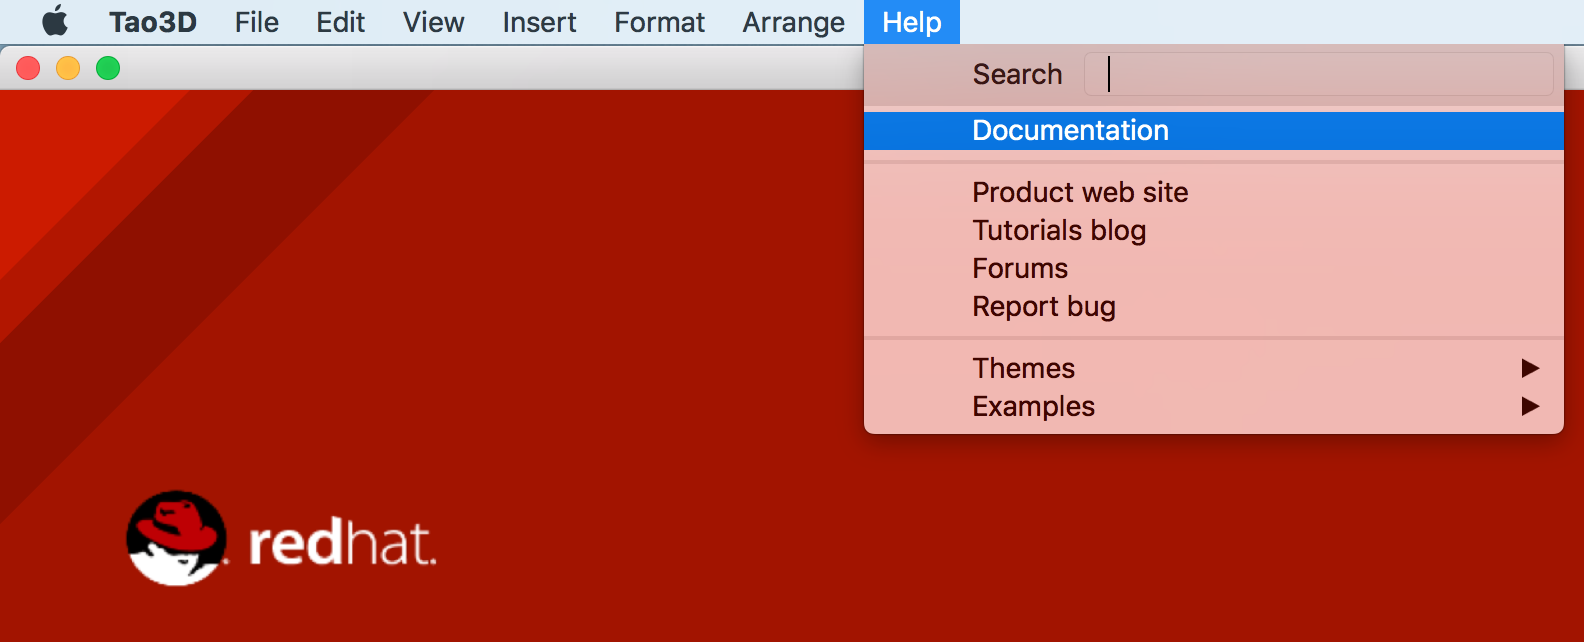 Tao3D File Edit View Insert Format Arrange Help
Search
Documentation
Product web site
Tutorials blog
Forums
Report bug
Themes
Examples
redhat.